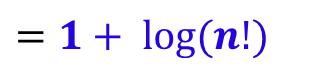 = 1 + log(n!)